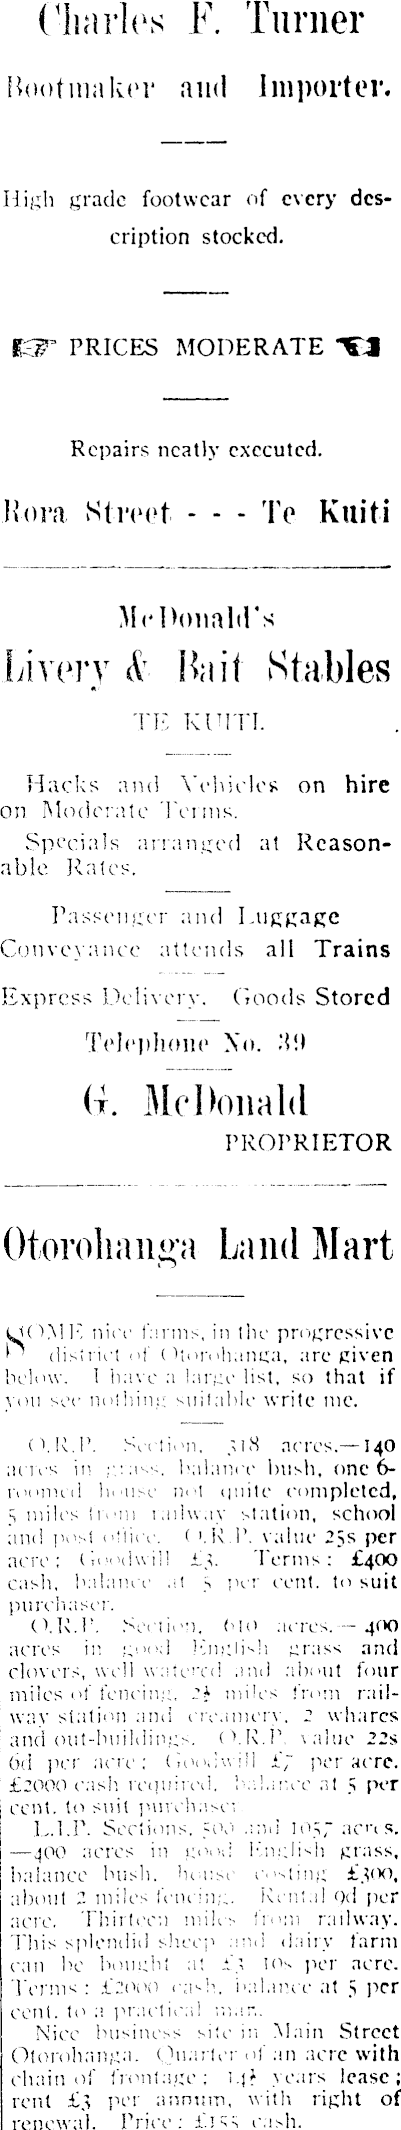 Charles F. Turner
Bootmaker and Importer.
High grade footwear of every des-
cription stocked.
PRICES MODERATE
Repairs neatly executed.
Rora Street - - - Te Kuiti
McDonald's
Livery & Bait Stables
TE KUITI.
Hacks and Vehicles on hire
on Moderate Terms.
Specials arranged at Reason-
able Rates.
Passenger and Luggage
Conveyance attends all Trains
Express Delivery. Goods Stored
Telephone No. 39
G. McDonald
PROPRIETOR
Otorohanga Land Mart
SOME nice farms, in the progressive
district of Otorohanga, are given
below. I have a large list, so that if
you see nothing suitable write me.
O.R.P. Section, 318 acres.—140
acres in grass, balance bush, one 6-
roomed house not quite completed,
5 miles from railway station, school
and post office. O.R.P. value 25s per
acre; Goodwill £3. Terms: £400
cash, balance at 5 per cent. to suit
purchaser.
O.R.P. Section, 610 acres.—400
acres in good English grass and
clovers, well watered and about four
miles of fencing, 2½ miles from rail-
way station and creamery, 2 whares
and out-buildings. O.R.P. value 22s
6d per acre; Goodwill £7 per acre.
£2000 cash required, balance at 5 per
cent. to suit purchaser
L.I.P. Sections, 500 and 1057 acres.
—400 acres in good English grass,
balance bush, house costing £300,
about 2 miles fencing. Rental 9d per
acre. Thirteen miles from railway.
This splendid sheep and dairy farm
can be bought at £3 10s per acre.
Terms: £2000 cash, balance at 5 per
cent. to a practical man.
Nice business site in Main Street
Otorohanga. Quarter of an acre with
chain of frontage; 14½ years lease;
rent £3 per annum, with right of
renewal. Price: £155 cash.